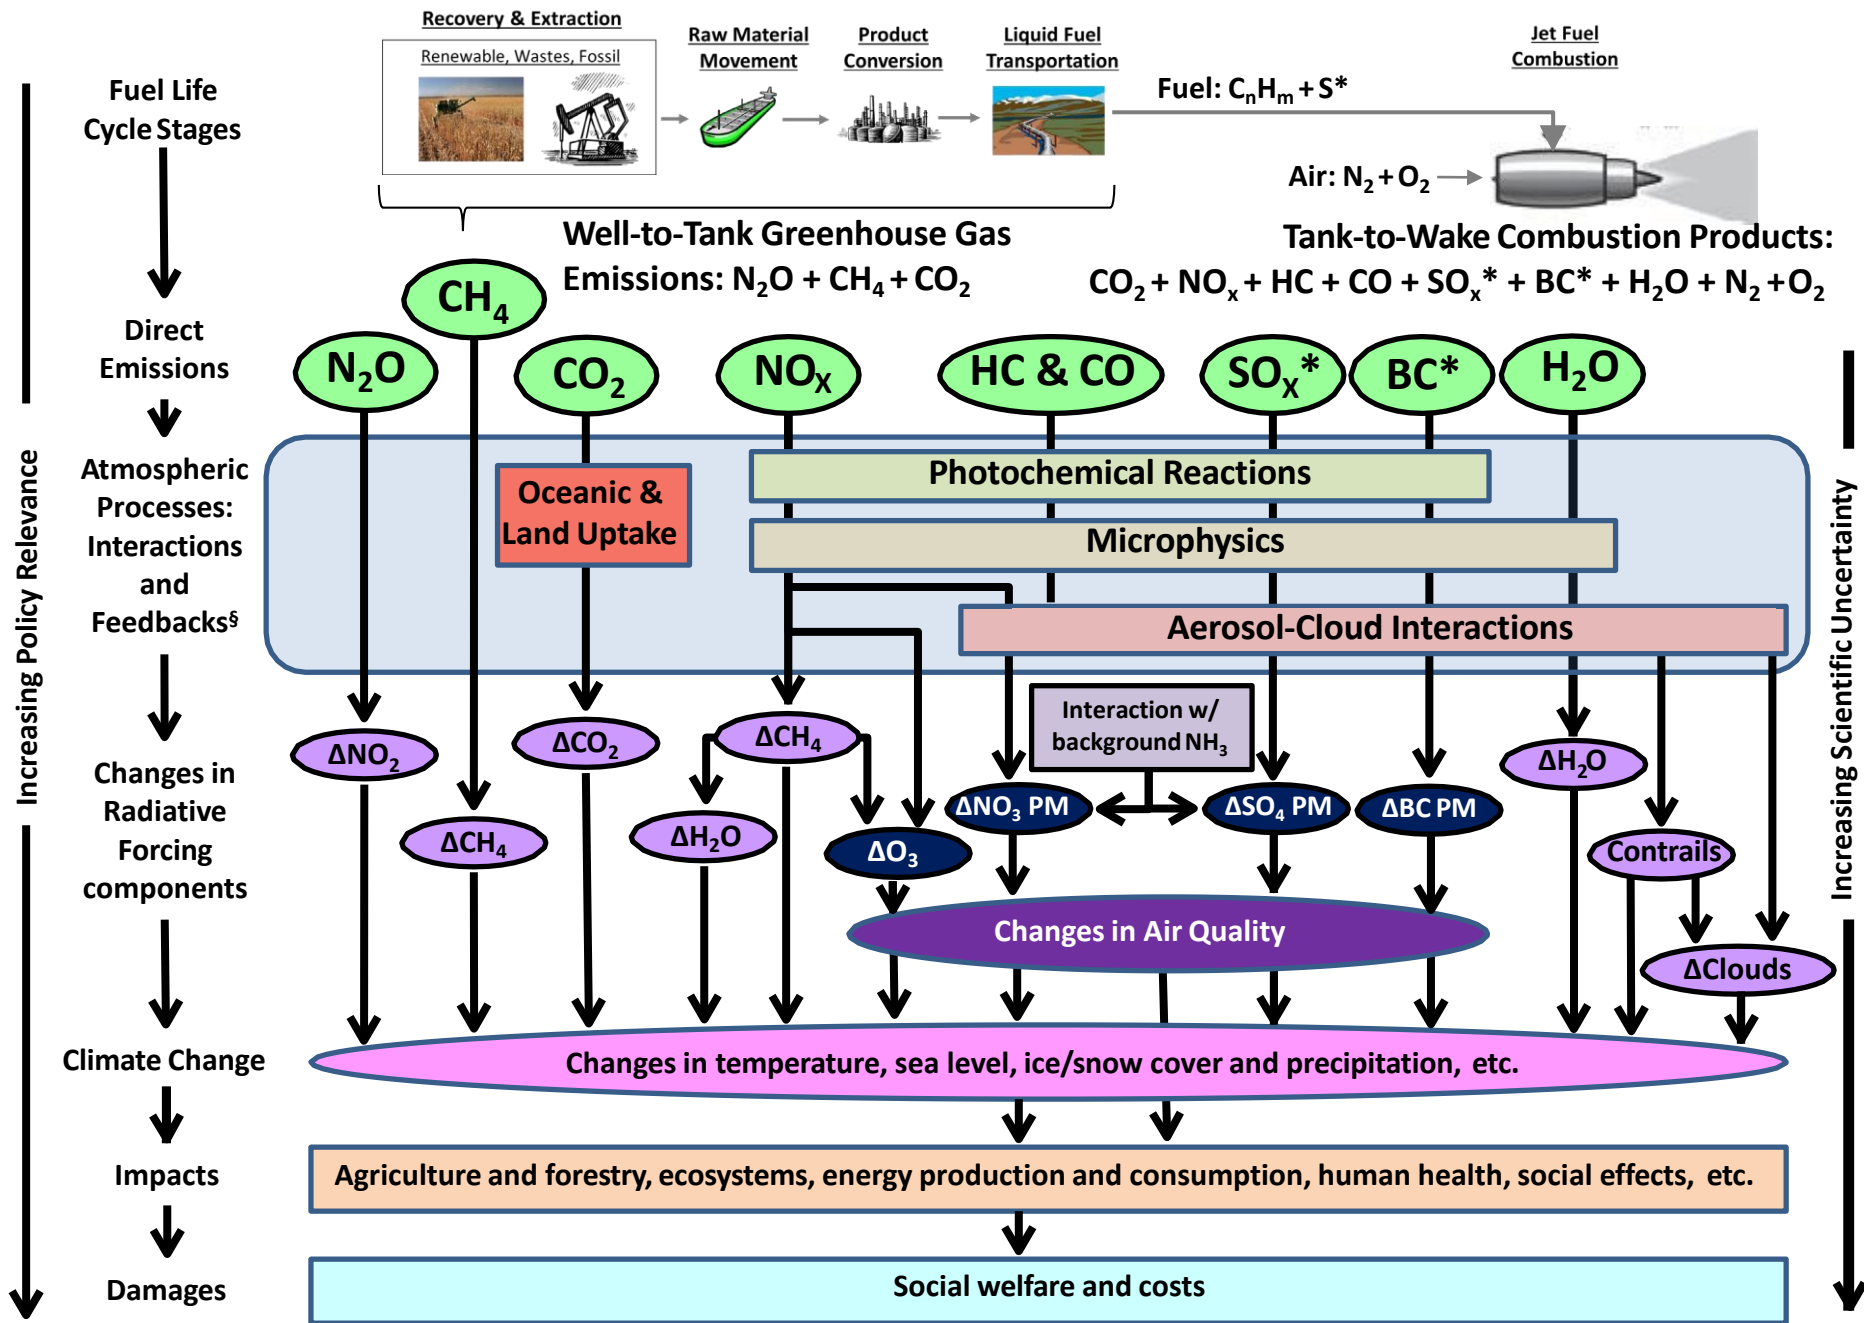 Recovery & Extraction
Renewable, Wastes, Fossil
Raw Material
Movement
Product
Conversion
Liquid Fuel
Transportation
Jet Fuel
Combustion
Fuel: CₙHₘ + S*
Air: N₂ + O₂
Fuel Life
Cycle Stages
Well-to-Tank Greenhouse Gas
Emissions: N₂O + CH₄ + CO₂
Tank-to-Wake Combustion Products:
CO₂ + NOₓ + HC + CO + SOₓ* + BC* + H₂O + N₂ + O₂
Direct
Emissions
CH₄
N₂O
CO₂
NOₓ
HC & CO
SOₓ*
BC*
H₂O
Increasing Policy Relevance
Increasing Scientific Uncertainty
Atmospheric
Processes:
Interactions
and
Feedbacks§
Oceanic &
Land Uptake
Photochemical Reactions
Microphysics
Aerosol-Cloud Interactions
Changes in
Radiative
Forcing
components
Interaction w/
background NH₃
ΔNO₂
ΔCH₄
ΔCO₂
ΔCH₄
ΔH₂O
ΔO₃
ΔNO₃ PM
ΔSO₄ PM
ΔBC PM
ΔH₂O
Contrails
ΔClouds
Changes in Air Quality
Climate Change
Changes in temperature, sea level, ice/snow cover and precipitation, etc.
Impacts
Agriculture and forestry, ecosystems, energy production and consumption, human health, social effects, etc.
Damages
Social welfare and costs